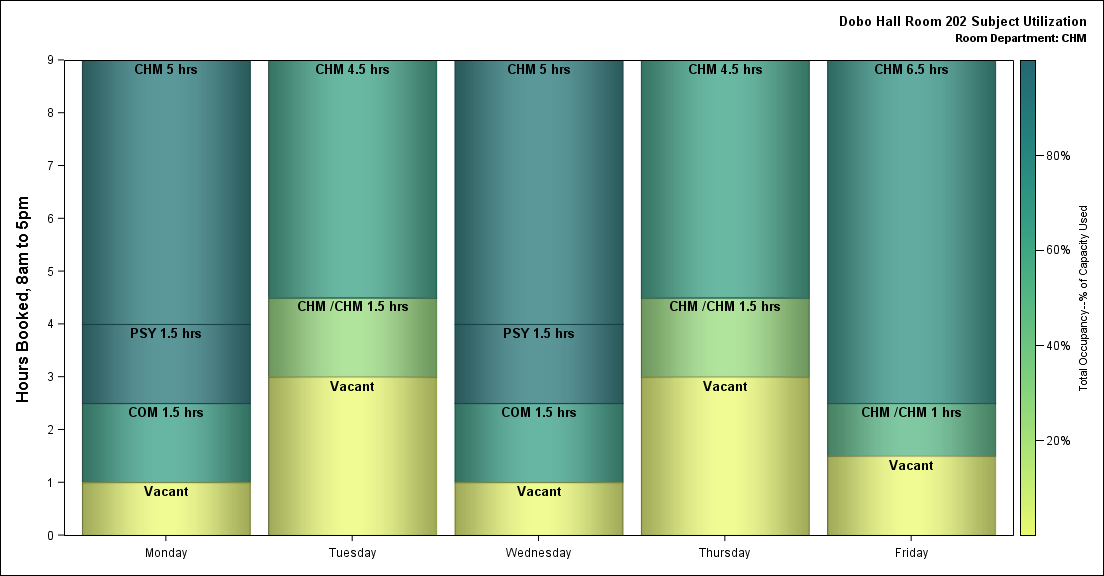 Dobo Hall Room 202 Subject Utilization
Room Department: CHM
Hours Booked, 8am to 5pm
9
8
7
6
5
4
3
2
1
0
CHM 5 hrs
PSY 1.5 hrs
COM 1.5 hrs
Vacant
Monday
CHM 4.5 hrs
CHM /CHM 1.5 hrs
Vacant
Tuesday
CHM 5 hrs
PSY 1.5 hrs
COM 1.5 hrs
Vacant
Wednesday
CHM 4.5 hrs
CHM /CHM 1.5 hrs
Vacant
Thursday
CHM 6.5 hrs
CHM /CHM 1 hrs
Vacant
Friday
80%
60%
40%
20%
Total Occupancy--% of Capacity Used